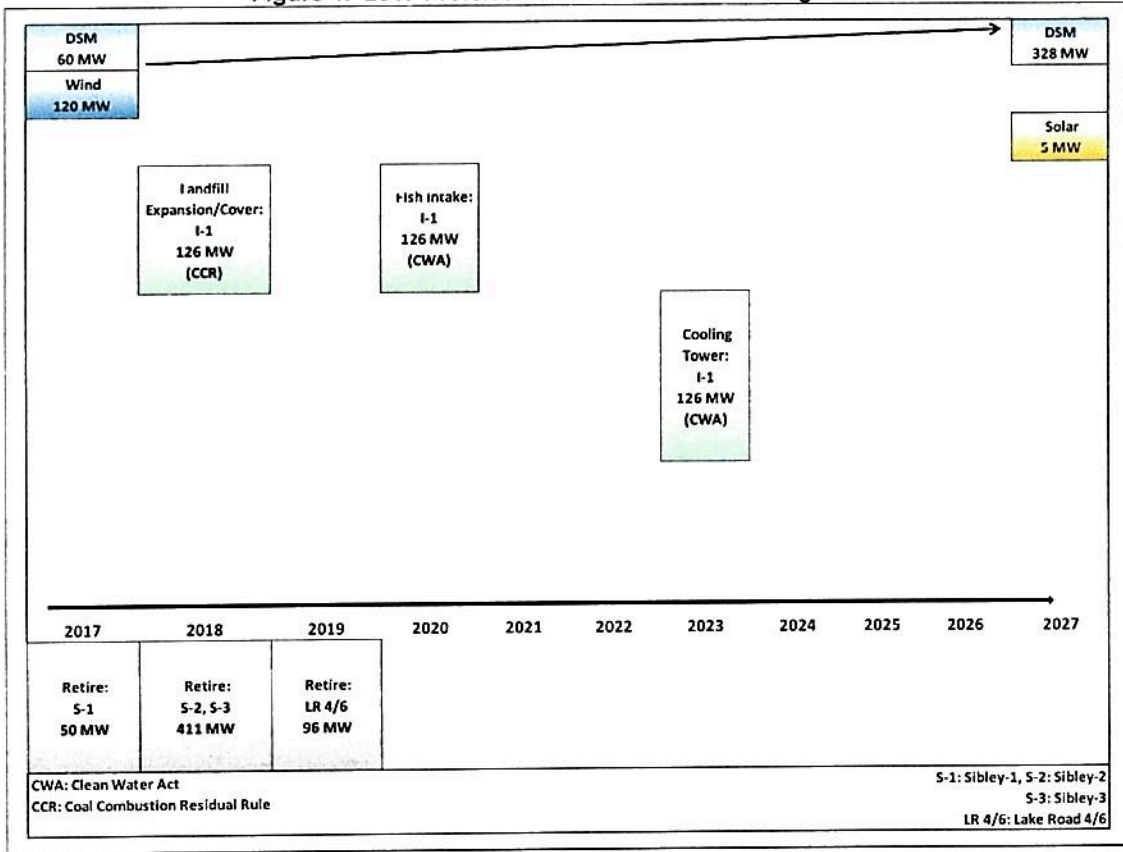 DSM
60 MW
Wind
120 MW
DSM
328 MW
Solar
5 MW
Landfill
Expansion/Cover:
I-1
126 MW
(CCR)
Fish Intake:
I-1
126 MW
(CWA)
Cooling
Tower:
I-1
126 MW
(CWA)
2017 2018 2019 2020 2021 2022 2023 2024 2025 2026 2027
Retire:
S-1
50 MW
Retire:
S-2, S-3
411 MW
Retire:
LR 4/6
96 MW
CWA: Clean Water Act
CCR: Coal Combustion Residual Rule
S-1: Sibley-1, S-2: Sibley-2
S-3: Sibley-3
LR 4/6: Lake Road 4/6